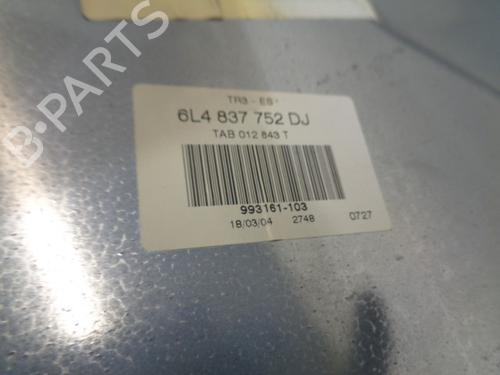 TR3 - ES
6L4 837 752 DJ
TAB 012 843 T
993161-103
18/03/04 2748 0727
B-PARTS